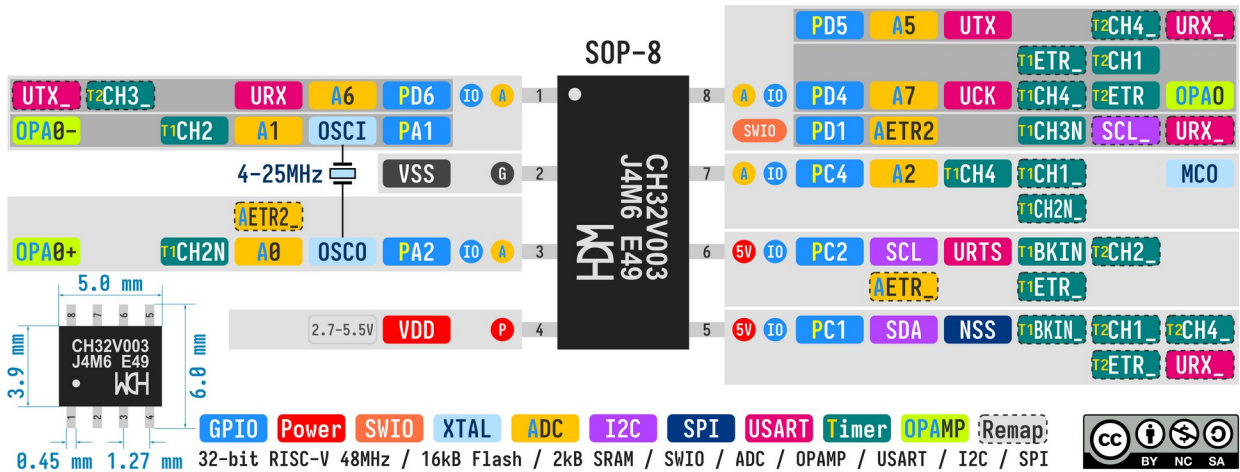 SOP-8
PD5 A5 UTX T2CH4_ URX_
T1ETR_ T2CH1
UTX_ T2CH3_ URX A6 PD6 IO A 1
8 A IO PD4 A7 UCK T1CH4_ T2ETR OPAO
OPA0- T1CH2 A1 OSCI PA1
SWIO PD1 AETR2 T1CH3N SCL_ URX_
4-25MHz VSS G 2
7 A IO PC4 A2 T1CH4 T1CH1_ MCO
T1CH2N_
AETR2_
OPA0+ T1CH2N A0 OSCO PA2 IO A 3
6 5V IO PC2 SCL URTS T1BKIN T2CH2_
AETR_ T1ETR_
2.7-5.5V VDD P 4
5 5V IO PC1 SDA NSS T1BKIN_ T2CH1_ T2CH4_
T2ETR_ URX_
CH32V003
J4M6 E49
HDM
5.0 mm
8 7 6 5
3.9 mm
CH32V003
J4M6 E49
HDM
6.0 mm
1 2 3 4
0.45 mm 1.27 mm
GPIO Power SWIO XTAL ADC I2C SPI USART Timer OPAMP Remap
32-bit RISC-V 48MHz / 16kB Flash / 2kB SRAM / SWIO / ADC / OPAMP / USART / I2C / SPI
cc BY NC SA